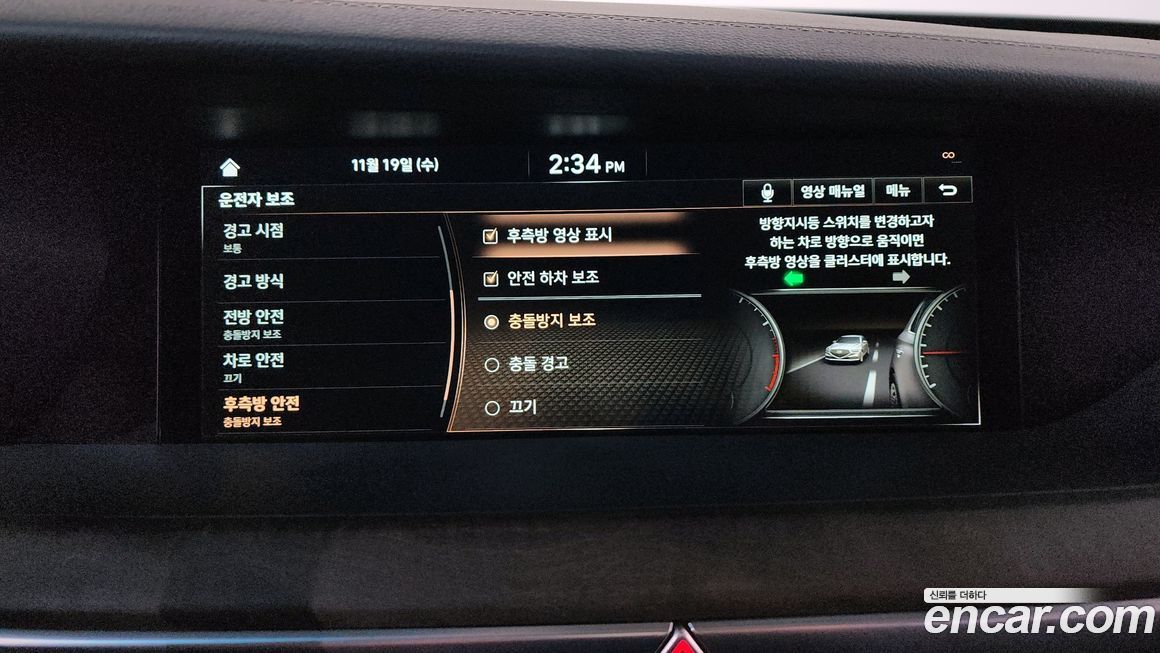 11월 19일 (수)
2:34 PM
운전자 보조
영상 매뉴얼
메뉴
경고 시점
보통
경고 방식
전방 안전
충돌방지 보조
차로 안전
끄기
후측방 안전
충돌방지 보조
후측방 영상 표시
안전 하차 보조
충돌방지 보조
충돌 경고
끄기
방향지시등 스위치를 변경하고자
하는 차로 방향으로 움직이면
후측방 영상을 클러스터에 표시합니다.
신뢰를 더하다
encar.com